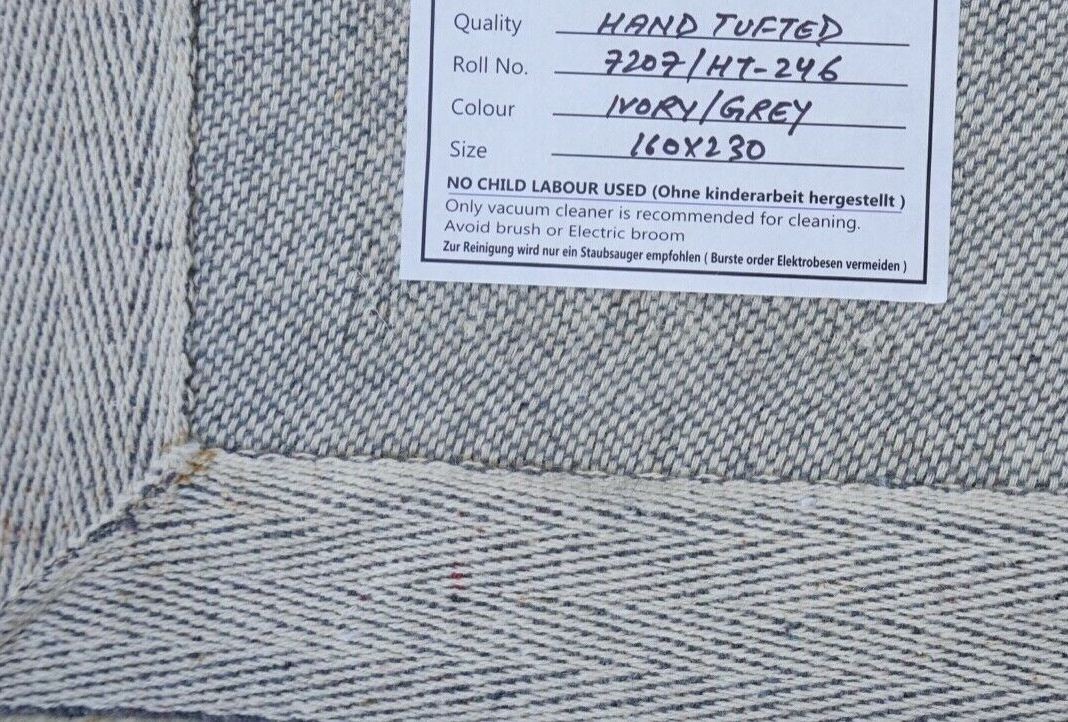 Quality HAND TUFTED
Roll No. 7207/HT-246
Colour IVORY/GREY
Size 160X230
NO CHILD LABOUR USED (Ohne kinderarbeit hergestellt )
Only vacuum cleaner is recommended for cleaning.
Avoid brush or Electric broom
Zur Reinigung wird nur ein Staubsauger empfohlen ( Burste order Elektrobesen vermeiden )